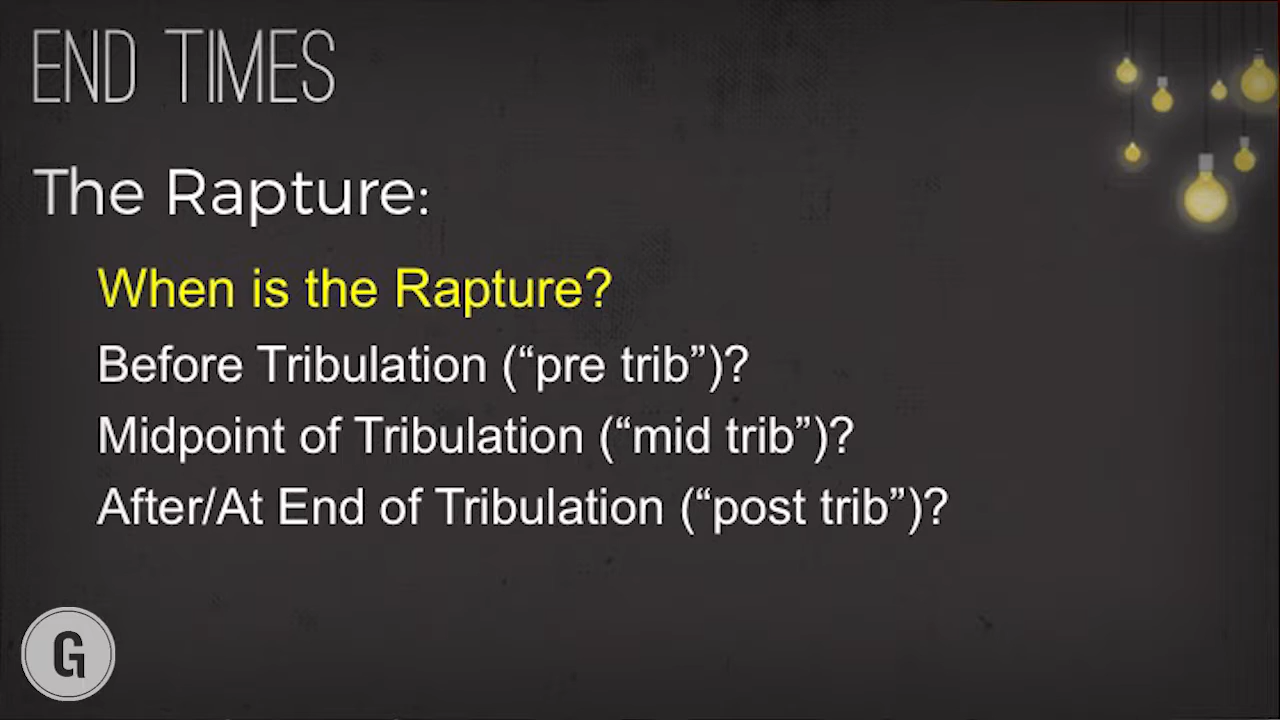 END TIMES
The Rapture:
When is the Rapture?
Before Tribulation (“pre trib”)?
Midpoint of Tribulation (“mid trib”)?
After/At End of Tribulation (“post trib”)?
G